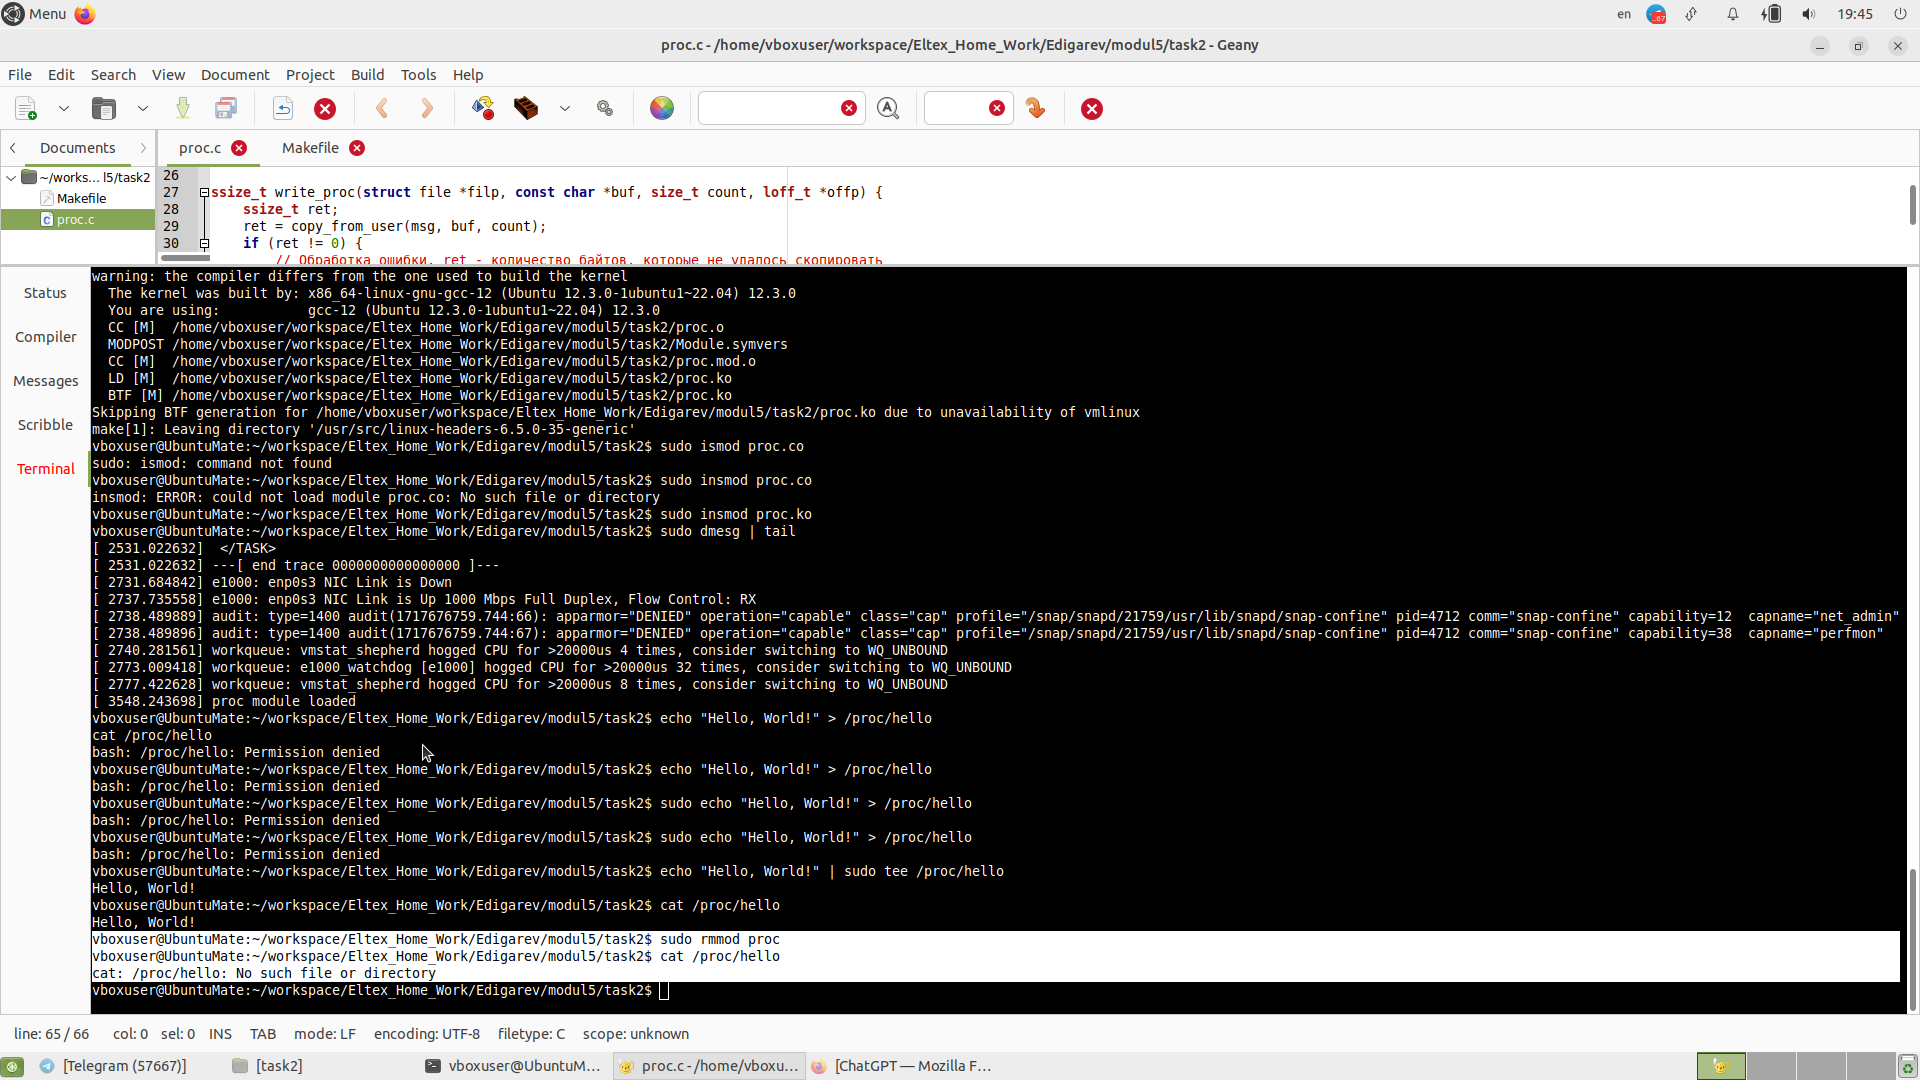 Menu
en
67
19:45
proc.c - /home/vboxuser/workspace/Eltex_Home_Work/Edigarev/modul5/task2 - Geany
File Edit Search View Document Project Build Tools Help
Documents
proc.c
Makefile
~/works... l5/task2
Makefile
proc.c
26
27 ssize_t write_proc(struct file *filp, const char *buf, size_t count, loff_t *offp) {
28 ssize_t ret;
29 ret = copy_from_user(msg, buf, count);
30 if (ret != 0) {
// Обработка ошибки, ret - количество байтов, которые не удалось скопировать
Status
Compiler
Messages
Scribble
Terminal
warning: the compiler differs from the one used to build the kernel
The kernel was built by: x86_64-linux-gnu-gcc-12 (Ubuntu 12.3.0-1ubuntu1~22.04) 12.3.0
You are using: gcc-12 (Ubuntu 12.3.0-1ubuntu1~22.04) 12.3.0
CC [M] /home/vboxuser/workspace/Eltex_Home_Work/Edigarev/modul5/task2/proc.o
MODPOST /home/vboxuser/workspace/Eltex_Home_Work/Edigarev/modul5/task2/Module.symvers
CC [M] /home/vboxuser/workspace/Eltex_Home_Work/Edigarev/modul5/task2/proc.mod.o
LD [M] /home/vboxuser/workspace/Eltex_Home_Work/Edigarev/modul5/task2/proc.ko
BTF [M] /home/vboxuser/workspace/Eltex_Home_Work/Edigarev/modul5/task2/proc.ko
Skipping BTF generation for /home/vboxuser/workspace/Eltex_Home_Work/Edigarev/modul5/task2/proc.ko due to unavailability of vmlinux
make[1]: Leaving directory '/usr/src/linux-headers-6.5.0-35-generic'
vboxuser@UbuntuMate:~/workspace/Eltex_Home_Work/Edigarev/modul5/task2$ sudo ismod proc.co
sudo: ismod: command not found
vboxuser@UbuntuMate:~/workspace/Eltex_Home_Work/Edigarev/modul5/task2$ sudo insmod proc.co
insmod: ERROR: could not load module proc.co: No such file or directory
vboxuser@UbuntuMate:~/workspace/Eltex_Home_Work/Edigarev/modul5/task2$ sudo insmod proc.ko
vboxuser@UbuntuMate:~/workspace/Eltex_Home_Work/Edigarev/modul5/task2$ sudo dmesg | tail
[ 2531.022632] </TASK>
[ 2531.022632] ---[ end trace 0000000000000000 ]---
[ 2731.684842] e1000: enp0s3 NIC Link is Down
[ 2737.735558] e1000: enp0s3 NIC Link is Up 1000 Mbps Full Duplex, Flow Control: RX
[ 2738.489889] audit: type=1400 audit(1717676759.744:66): apparmor="DENIED" operation="capable" class="cap" profile="/snap/snapd/21759/usr/lib/snapd/snap-confine" pid=4712 comm="snap-confine" capability=12 capname="net_admin"
[ 2738.489896] audit: type=1400 audit(1717676759.744:67): apparmor="DENIED" operation="capable" class="cap" profile="/snap/snapd/21759/usr/lib/snapd/snap-confine" pid=4712 comm="snap-confine" capability=38 capname="perfmon"
[ 2740.281561] workqueue: vmstat_shepherd hogged CPU for >20000us 4 times, consider switching to WQ_UNBOUND
[ 2773.009418] workqueue: e1000_watchdog [e1000] hogged CPU for >20000us 32 times, consider switching to WQ_UNBOUND
[ 2777.422628] workqueue: vmstat_shepherd hogged CPU for >20000us 8 times, consider switching to WQ_UNBOUND
[ 3548.243698] proc module loaded
vboxuser@UbuntuMate:~/workspace/Eltex_Home_Work/Edigarev/modul5/task2$ echo "Hello, World!" > /proc/hello
cat /proc/hello
bash: /proc/hello: Permission denied
vboxuser@UbuntuMate:~/workspace/Eltex_Home_Work/Edigarev/modul5/task2$ echo "Hello, World!" > /proc/hello
bash: /proc/hello: Permission denied
vboxuser@UbuntuMate:~/workspace/Eltex_Home_Work/Edigarev/modul5/task2$ sudo echo "Hello, World!" > /proc/hello
bash: /proc/hello: Permission denied
vboxuser@UbuntuMate:~/workspace/Eltex_Home_Work/Edigarev/modul5/task2$ sudo echo "Hello, World!" > /proc/hello
bash: /proc/hello: Permission denied
vboxuser@UbuntuMate:~/workspace/Eltex_Home_Work/Edigarev/modul5/task2$ echo "Hello, World!" | sudo tee /proc/hello
Hello, World!
vboxuser@UbuntuMate:~/workspace/Eltex_Home_Work/Edigarev/modul5/task2$ cat /proc/hello
Hello, World!
vboxuser@UbuntuMate:~/workspace/Eltex_Home_Work/Edigarev/modul5/task2$ sudo rmmod proc
vboxuser@UbuntuMate:~/workspace/Eltex_Home_Work/Edigarev/modul5/task2$ cat /proc/hello
cat: /proc/hello: No such file or directory
vboxuser@UbuntuMate:~/workspace/Eltex_Home_Work/Edigarev/modul5/task2$
line: 65 / 66 col: 0 sel: 0 INS TAB mode: LF encoding: UTF-8 filetype: C scope: unknown
[Telegram (57667)]
[task2]
vboxuser@UbuntuM...
proc.c - /home/vboxu...
[ChatGPT — Mozilla F...